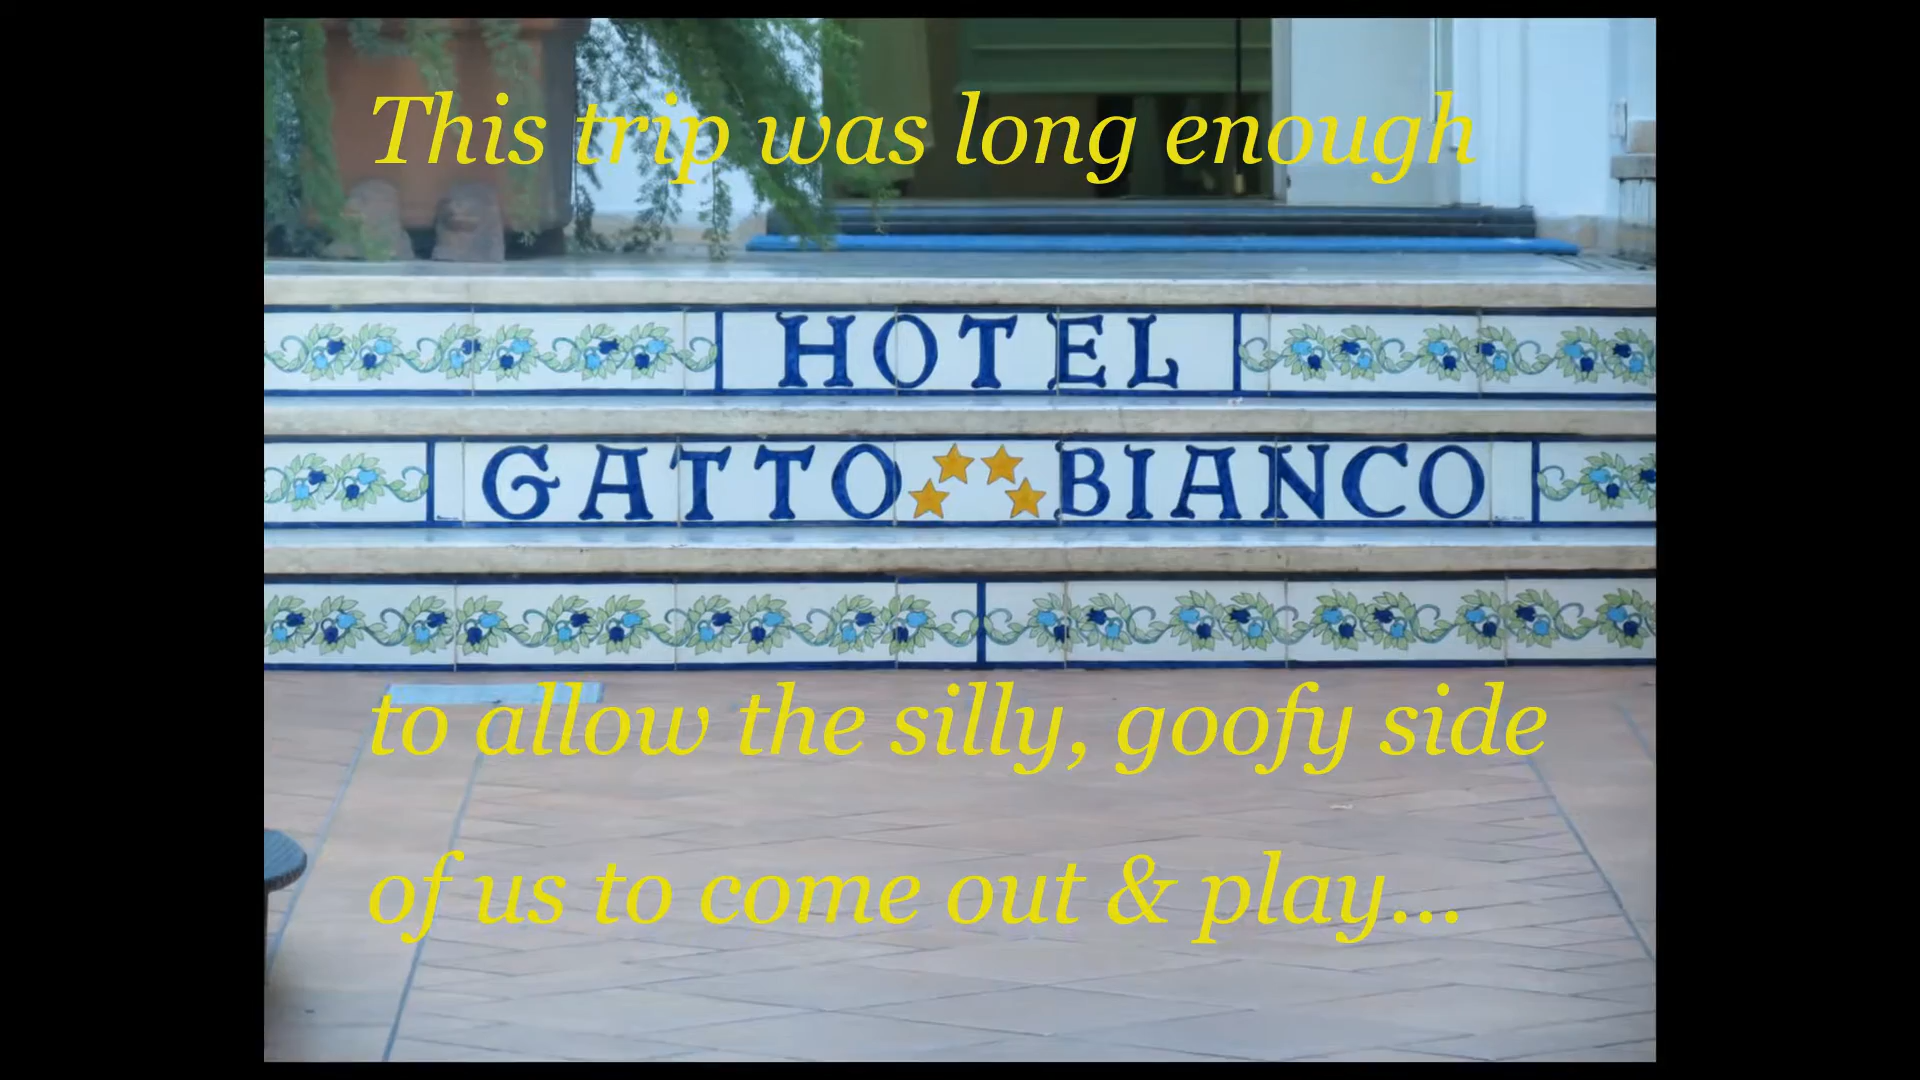 This trip was long enough
HOTEL
GATTO BIANCO
to allow the silly, goofy side
of us to come out & play...